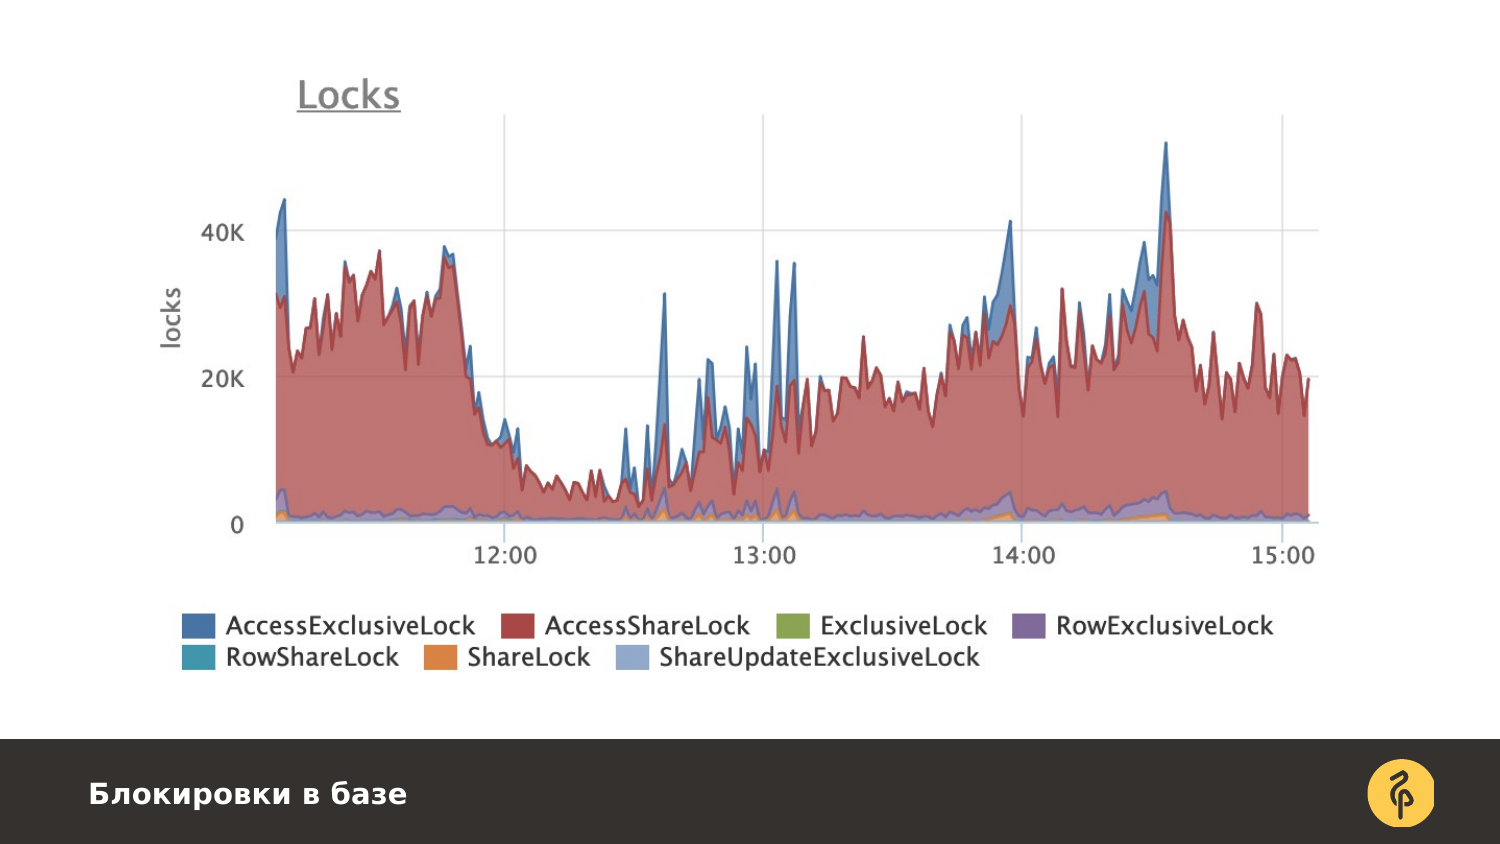 Locks
locks
40K
20K
0
12:00 13:00 14:00 15:00
AccessExclusiveLock AccessShareLock ExclusiveLock RowExclusiveLock
RowShareLock ShareLock ShareUpdateExclusiveLock
Блокировки в базе